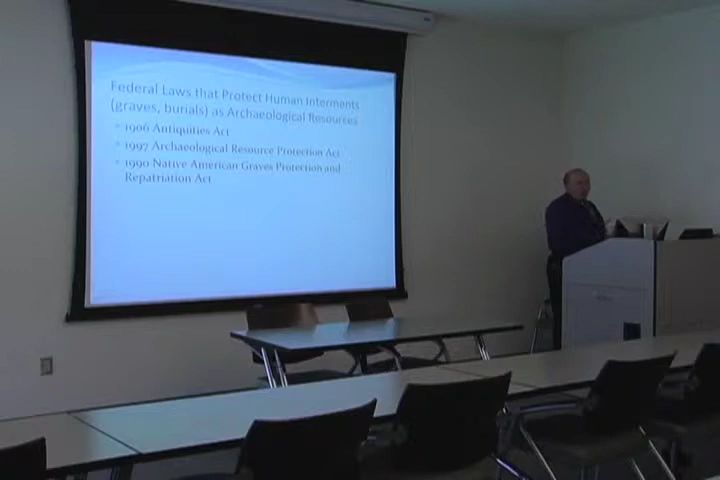 Federal Laws that Protect Human Interments
(graves, burials) as Archaeological Resources
1906 Antiquities Act
1997 Archaeological Resource Protection Act
1990 Native American Graves Protection and
Repatriation Act